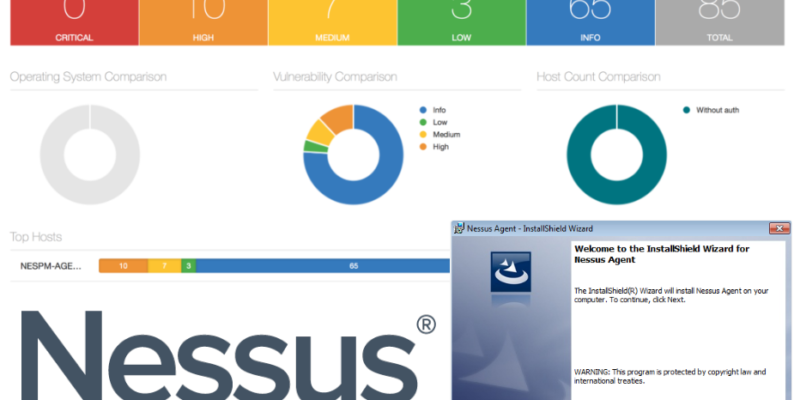 0 10 7 3 65 85
CRITICAL HIGH MEDIUM LOW INFO TOTAL
Operating System Comparison Vulnerability Comparison Host Count Comparison
Info
Low
Medium
High
Without auth
Top Hosts
NESPM-AGE... 10 7 3 65
Nessus®
Nessus Agent - InstallShield Wizard
Welcome to the InstallShield Wizard for
Nessus Agent
The InstallShield(R) Wizard will install Nessus Agent on your
computer. To continue, click Next.
WARNING: This program is protected by copyright law and
international treaties.